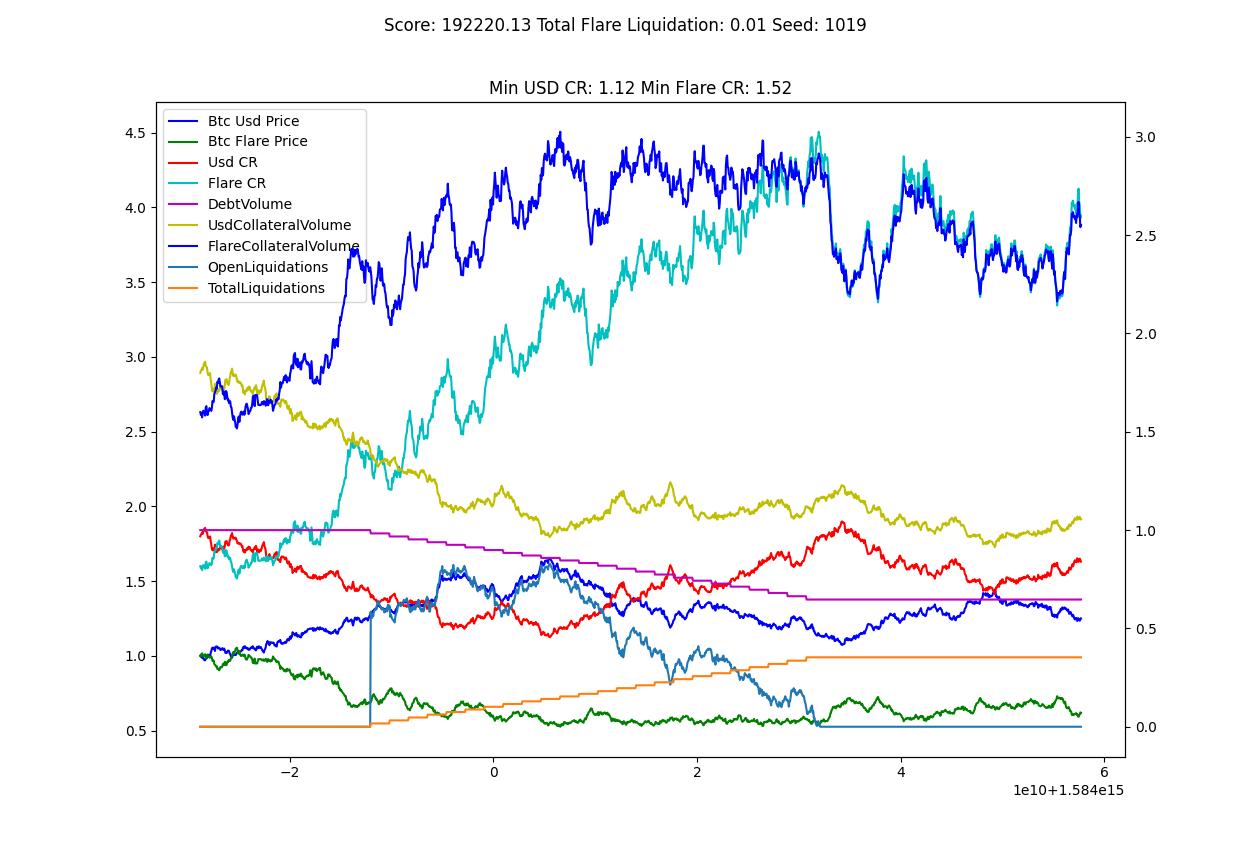 Score: 192220.13 Total Flare Liquidation: 0.01 Seed: 1019
Min USD CR: 1.12 Min Flare CR: 1.52
Btc Usd Price
Btc Flare Price
Usd CR
Flare CR
DebtVolume
UsdCollateralVolume
FlareCollateralVolume
OpenLiquidations
TotalLiquidations
4.5
4.0
3.5
3.0
2.5
2.0
1.5
1.0
0.5
3.0
2.5
2.0
1.5
1.0
0.5
0.0
−2 0 2 4 6
1e10+1.584e15